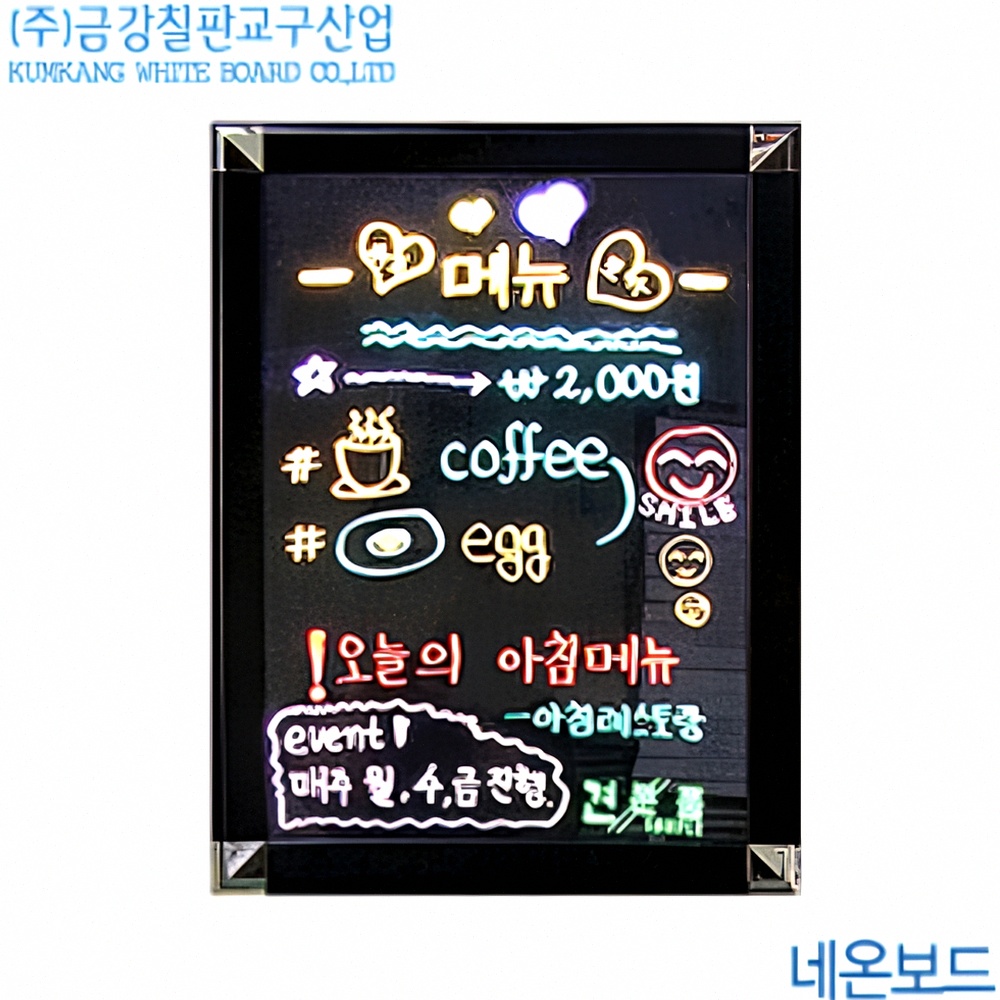 (주)금강칠판교구산업
KUMKANG WHITE BOARD CO.,LTD
메뉴
₩2,000원
# coffee
SMILE
# egg
!오늘의 아침메뉴
-아침레스토랑
event!
매주 월,수,금진행.
네온보드